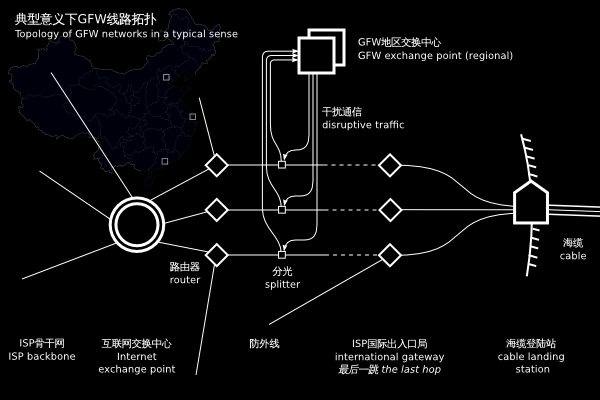 典型意义下GFW线路拓扑
Topology of GFW networks in a typical sense
GFW地区交换中心
GFW exchange point (regional)
干扰通信
disruptive traffic
路由器
router
分光
splitter
海缆
cable
ISP骨干网
ISP backbone
互联网交换中心
Internet
exchange point
防外线
ISP国际出入口局
international gateway
最后一跳 the last hop
海缆登陆站
cable landing
station